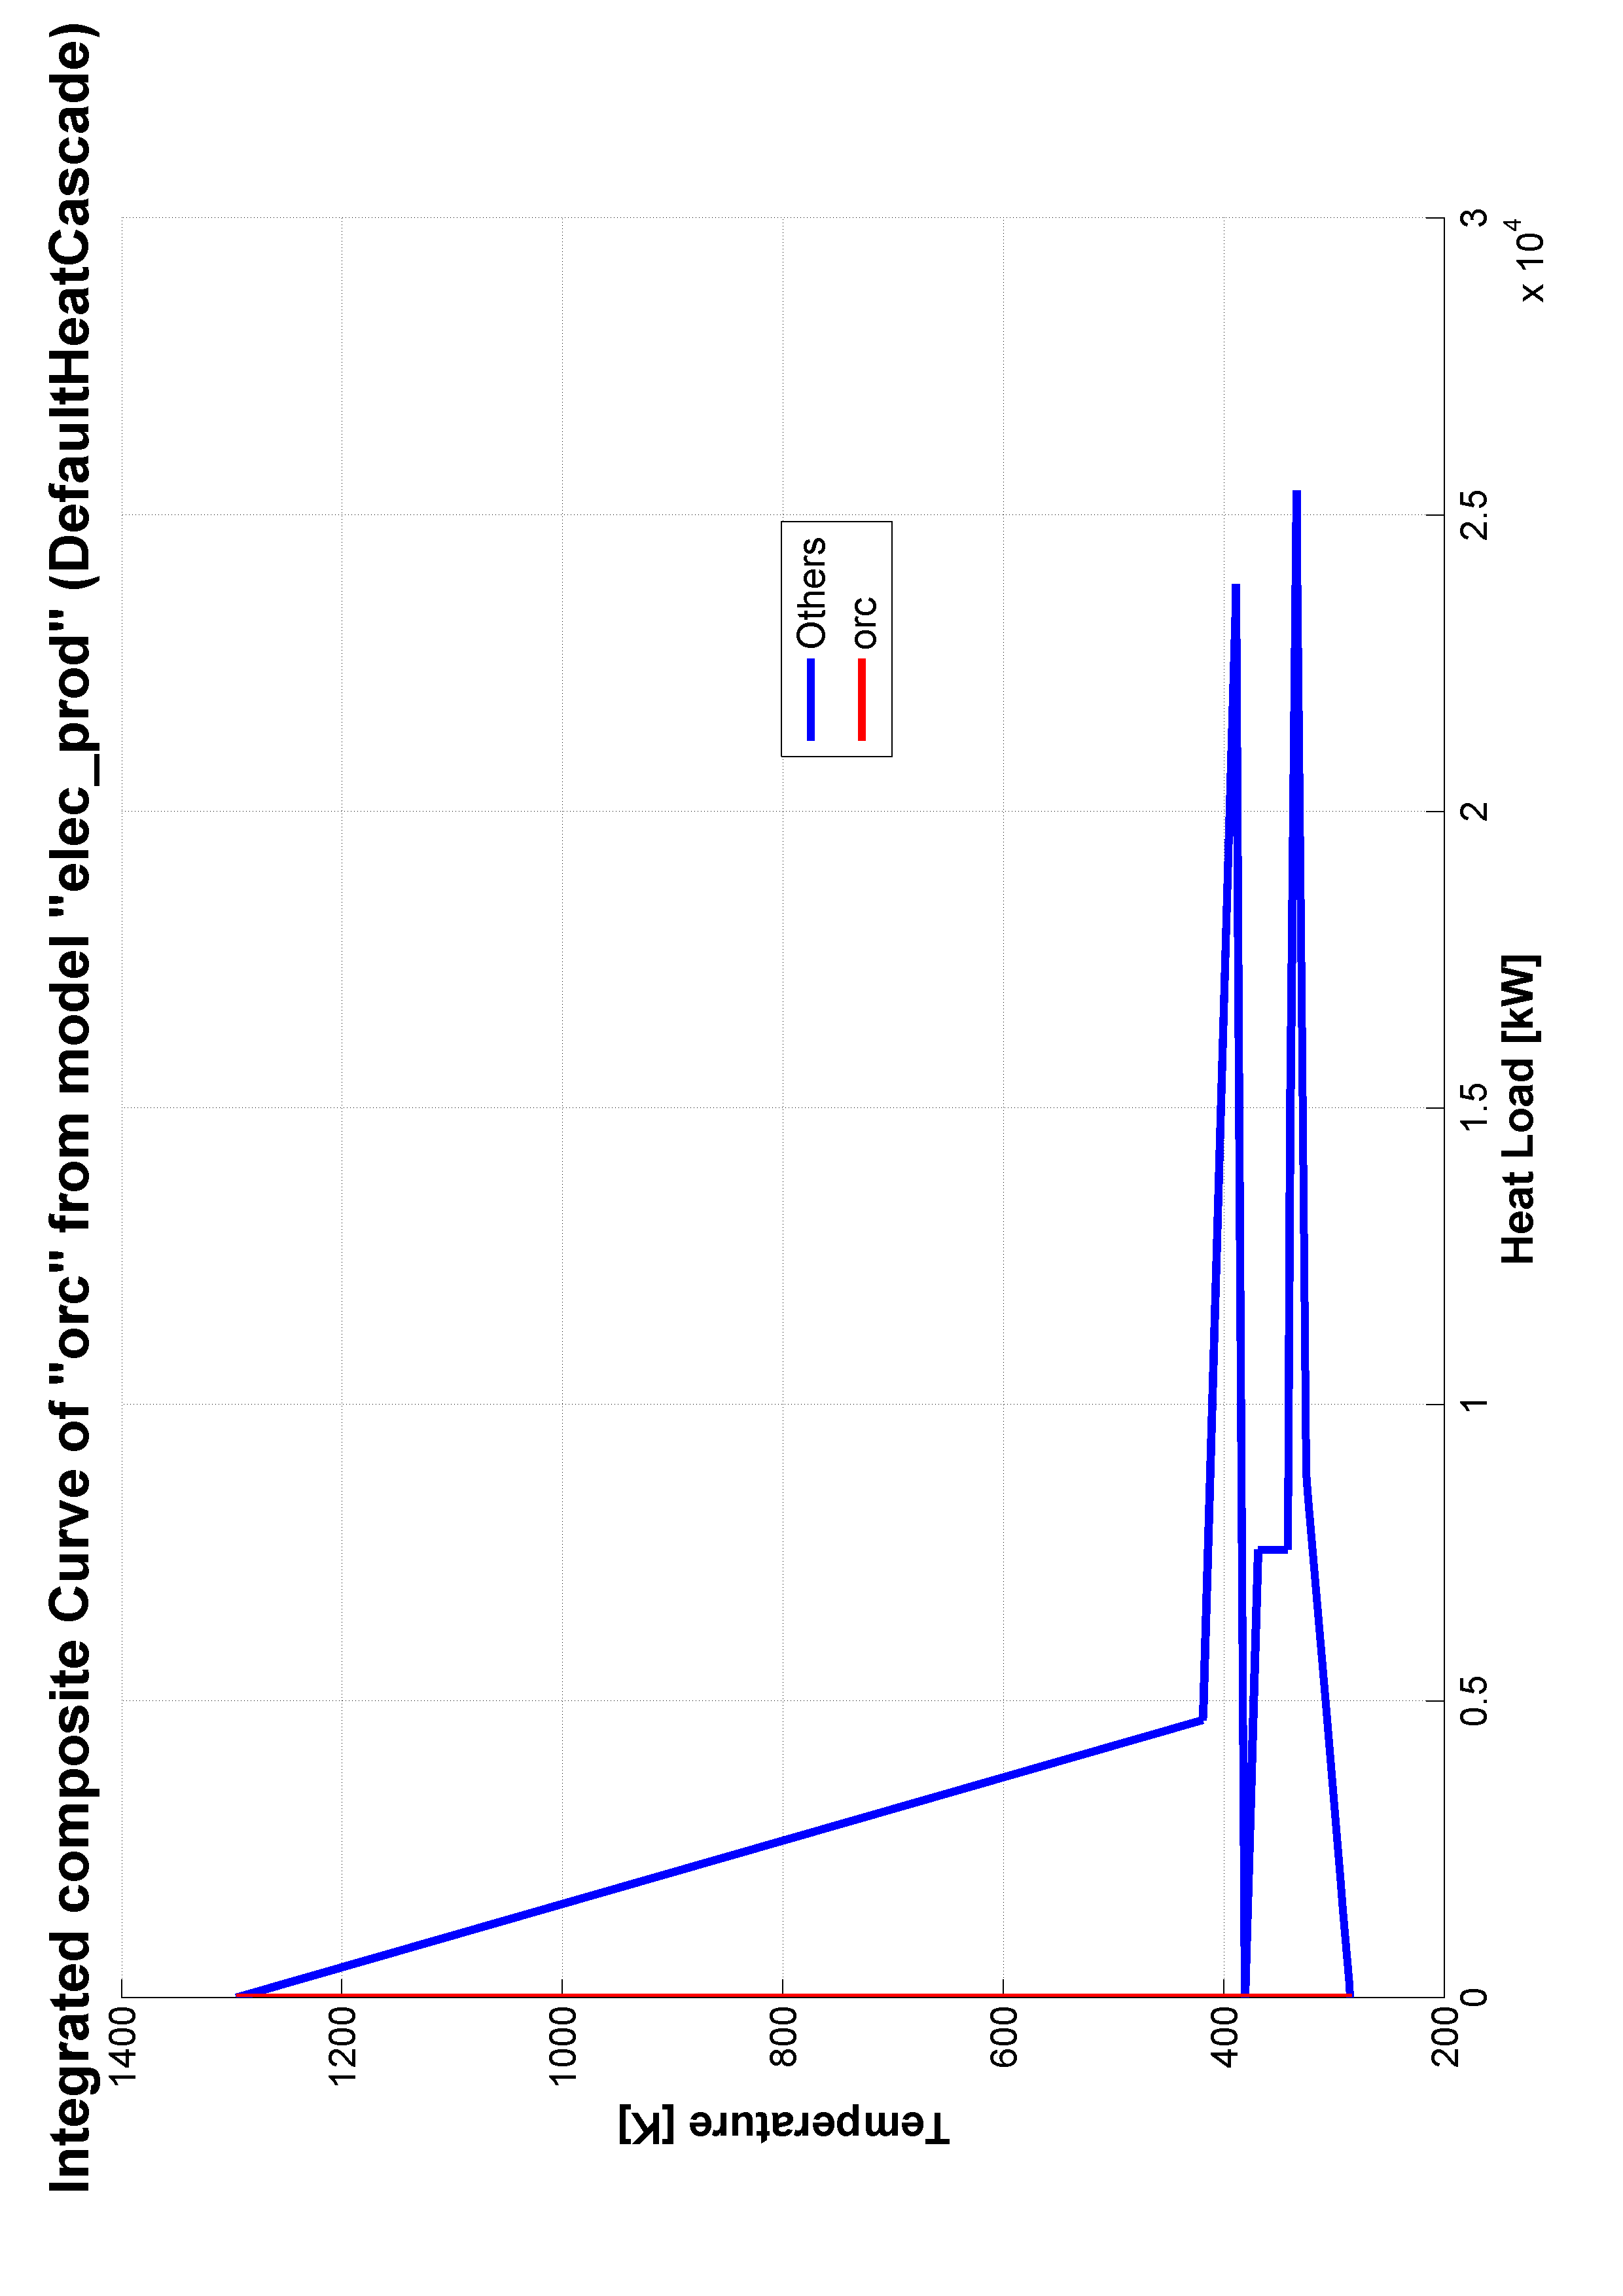 Integrated composite Curve of "orc" from model "elec_prod" (DefaultHeatCascade)
Temperature [K]
1400
1200
1000
800
600
400
200
Others
orc
0
0.5
1
1.5
2
2.5
3
x 10⁴
Heat Load [kW]